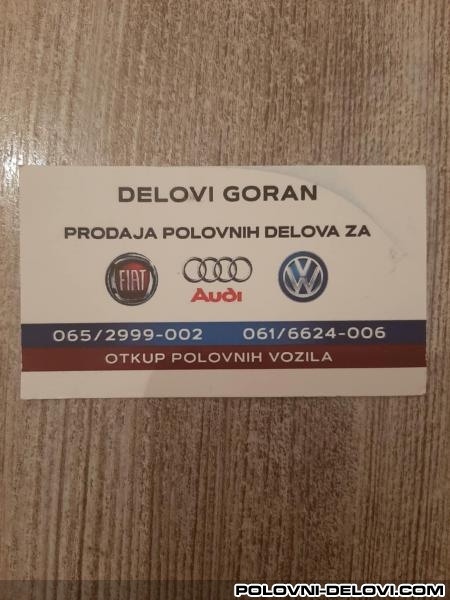 DELOVI GORAN
PRODAJA POLOVNIH DELOVA ZA
FIAT
Audi
065/2999-002 061/6624-006
OTKUP POLOVNIH VOZILA
POLOVNI-DELOVI.COM